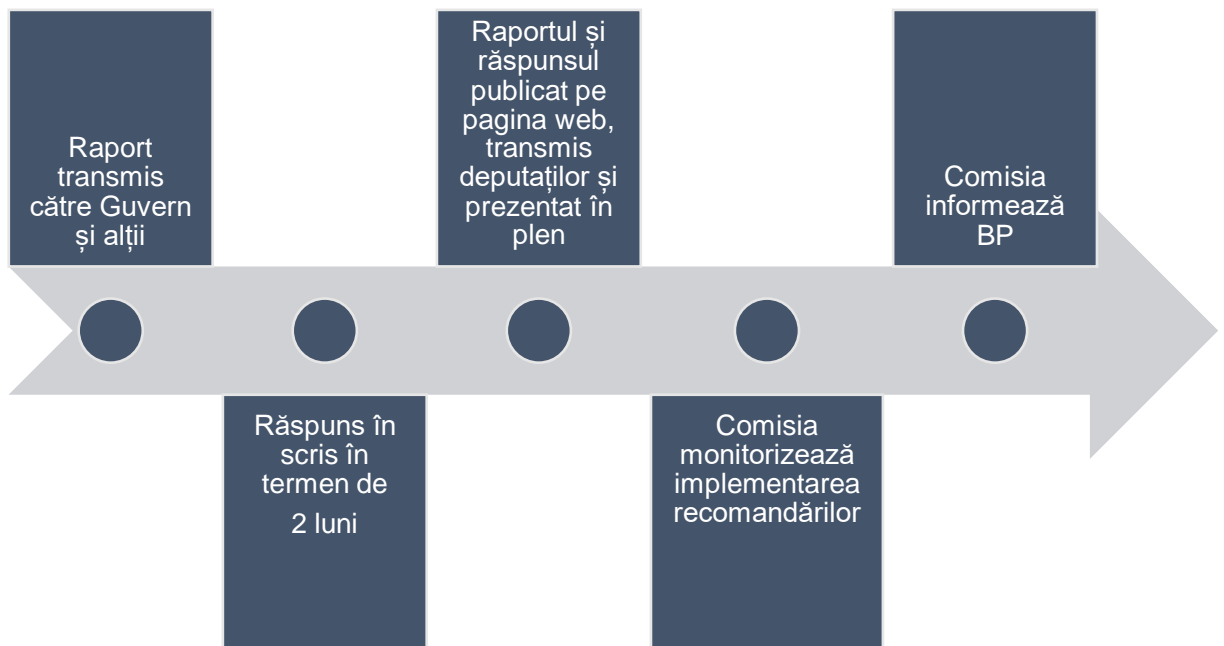 Raport
transmis
către Guvern
și alții
Răspuns în
scris în
termen de
2 luni
Raportul și
răspunsul
publicat pe
pagina web,
transmis
deputaților și
prezentat în
plen
Comisia
monitorizează
implementarea
recomandărilor
Comisia
informează
BP